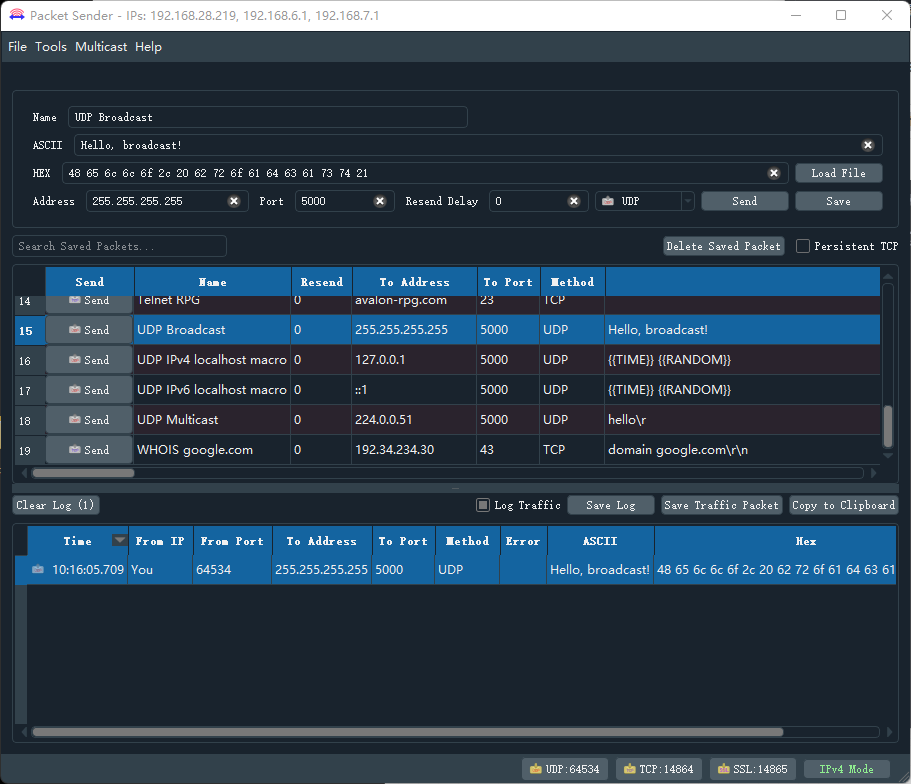 Packet Sender - IPs: 192.168.28.219, 192.168.6.1, 192.168.7.1
File Tools Multicast Help
Name UDP Broadcast
ASCII Hello, broadcast!
HEX 48 65 6c 6c 6f 2c 20 62 72 6f 61 64 63 61 73 74 21 Load File
Address 255.255.255.255 Port 5000 Resend Delay 0 UDP Send Save
Search Saved Packets... Delete Saved Packet Persistent TCP
Send Name Resend To Address To Port Method
14 Send Telnet RPG 0 avalon-rpg.com 23 TCP
15 Send UDP Broadcast 0 255.255.255.255 5000 UDP Hello, broadcast!
16 Send UDP IPv4 localhost macro 0 127.0.0.1 5000 UDP {{TIME}} {{RANDOM}}
17 Send UDP IPv6 localhost macro 0 ::1 5000 UDP {{TIME}} {{RANDOM}}
18 Send UDP Multicast 0 224.0.0.51 5000 UDP hello\r
19 Send WHOIS google.com 0 192.34.234.30 43 TCP domain google.com\r\n
Clear Log (1) Log Traffic Save Log Save Traffic Packet Copy to Clipboard
Time From IP From Port To Address To Port Method Error ASCII Hex
10:16:05.709 You 64534 255.255.255.255 5000 UDP Hello, broadcast! 48 65 6c 6c 6f 2c 20 62 72 6f 61 64 63 61
UDP:64534 TCP:14864 SSL:14865 IPv4 Mode